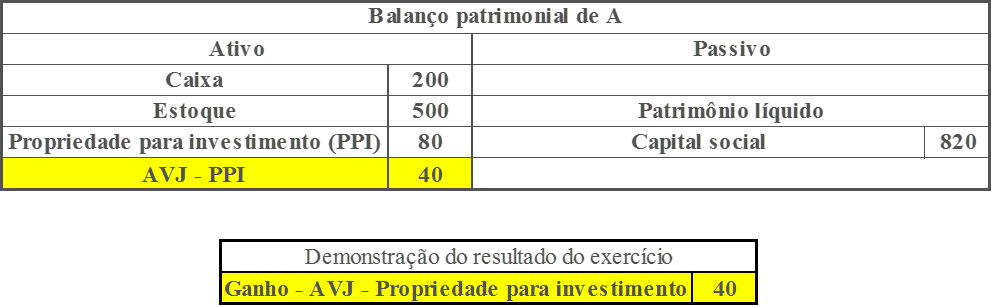 Balanço patrimonial de A
Ativo Passivo
Caixa 200
Estoque 500 Patrimônio líquido
Propriedade para investimento (PPI) 80 Capital social 820
AVJ - PPI 40
Demonstração do resultado do exercício
Ganho - AVJ - Propriedade para investimento 40